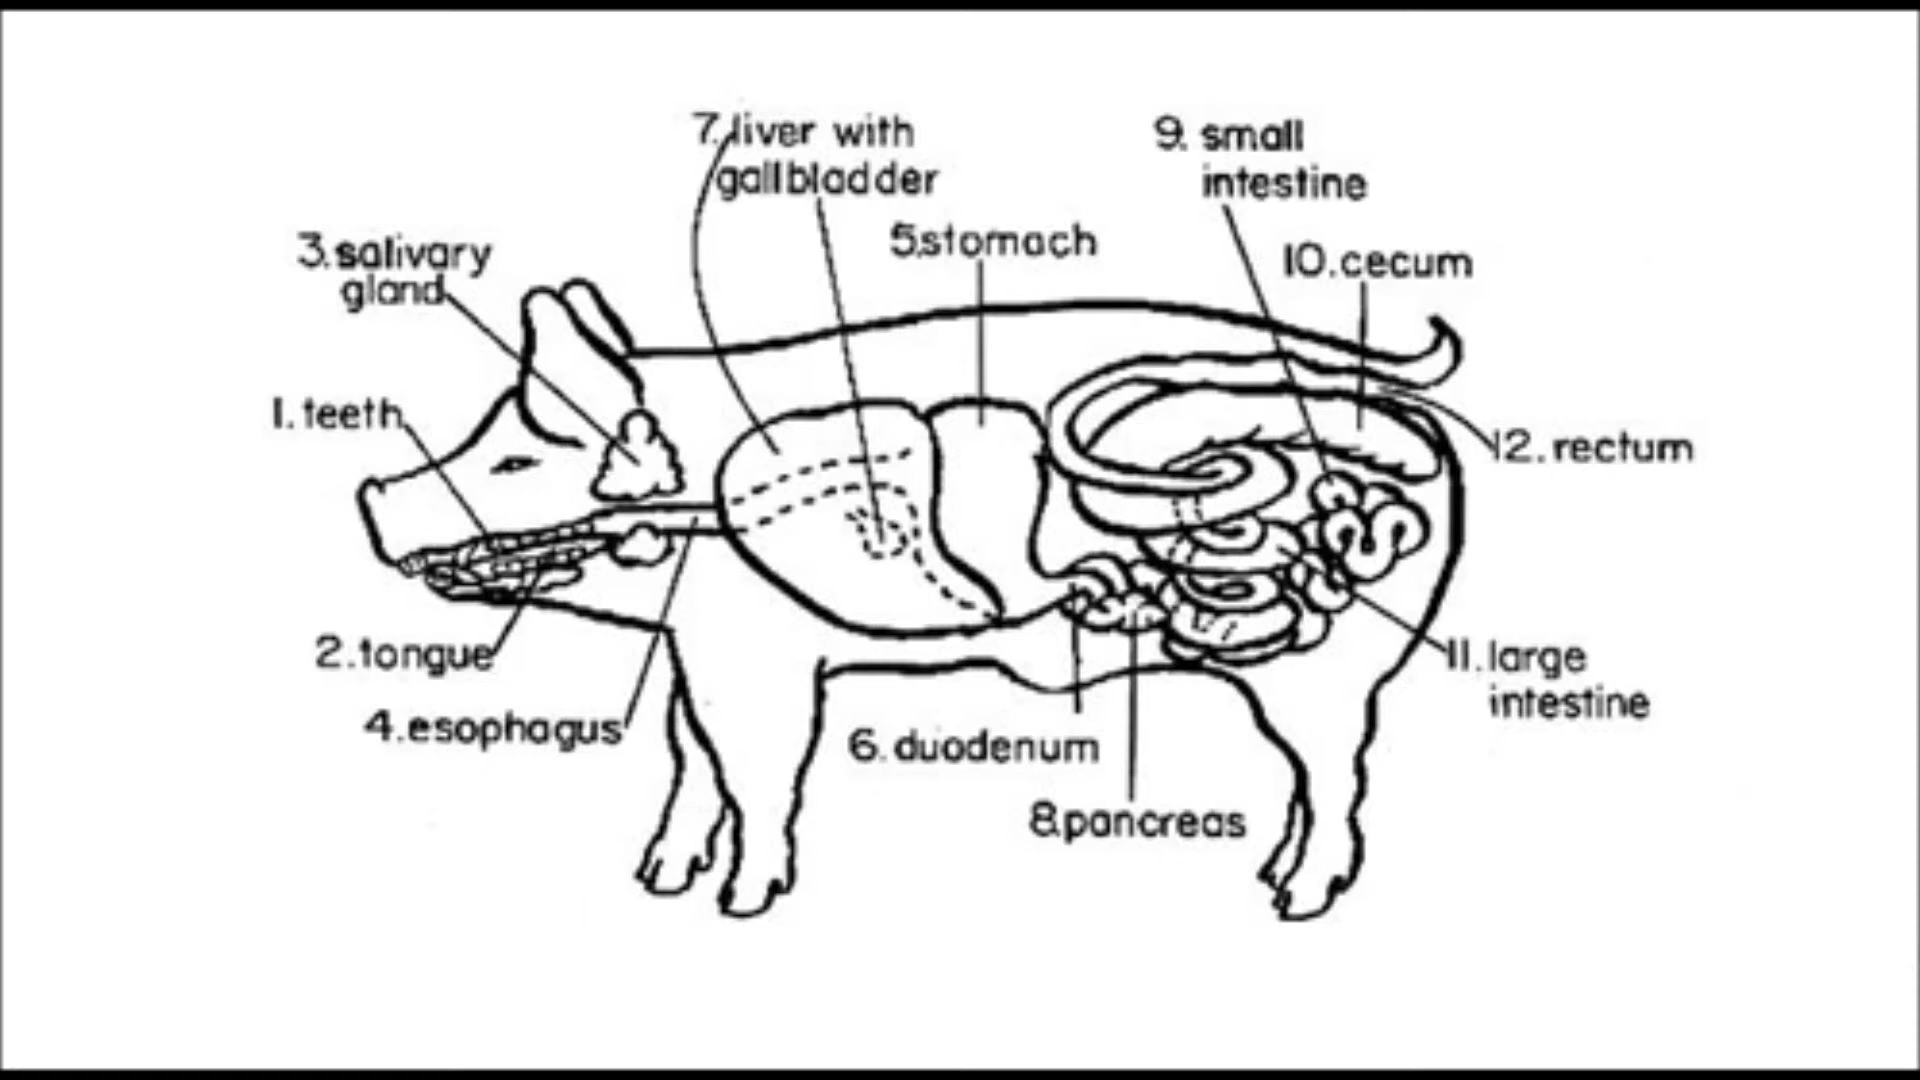 7. liver with
gallbladder
9. small
intestine
3. salivary
gland
5. stomach
10. cecum
1. teeth
12. rectum
2. tongue
11. large
intestine
4. esophagus
6. duodenum
8. pancreas